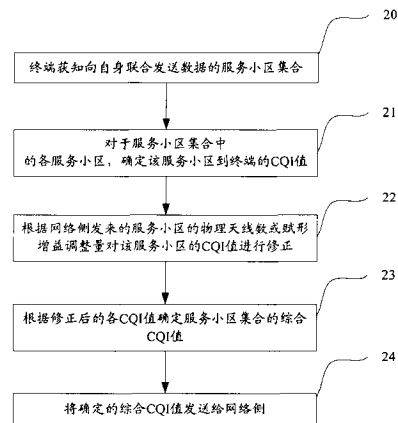 20
终端获知向自身联合发送数据的服务小区集合
21
对于服务小区集合中
的各服务小区，确定该服务小区到终端的CQI值
22
根据网络侧发来的服务小区的物理天线数或赋形
增益调整量对该服务小区的CQI值进行修正
23
根据修正后的各CQI值确定服务小区集合的综合
CQI值
24
将确定的综合CQI值发送给网络侧